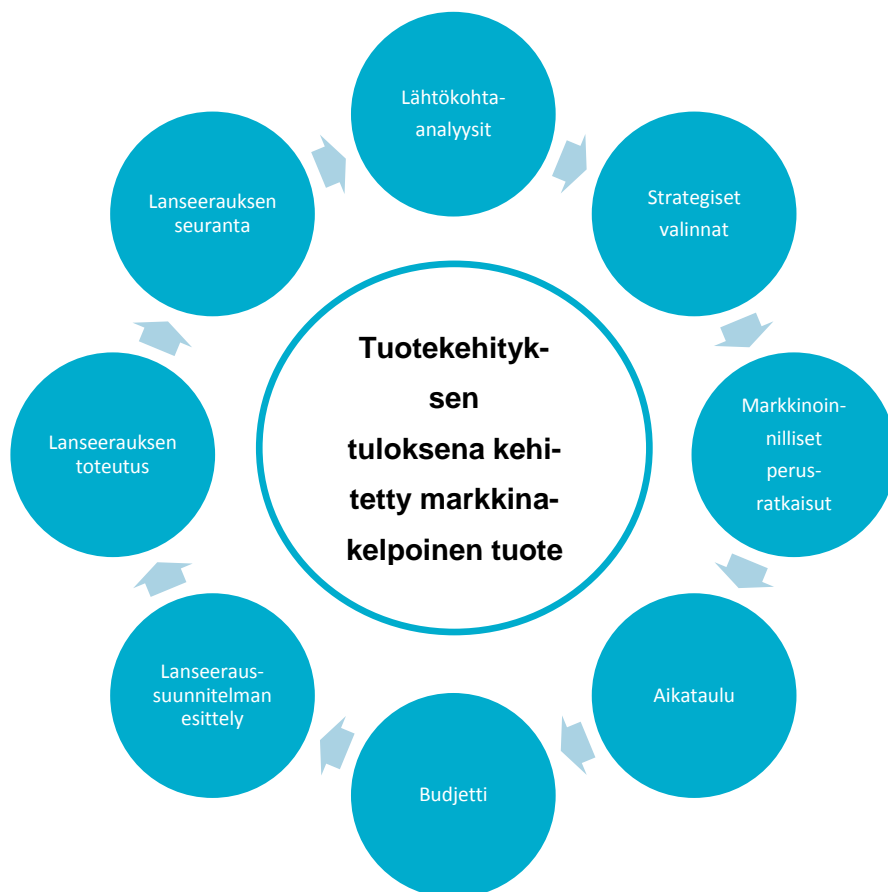 Lähtökohta-
analyysit
Strategiset
valinnat
Markkinoin-
nilliset
perus-
ratkaisut
Aikataulu
Budjetti
Lanseeraus-
suunnitelman
esittely
Lanseerauksen
toteutus
Lanseerauksen
seuranta
Tuotekehityk-
sen
tuloksena kehi-
tetty markkina-
kelpoinen tuote